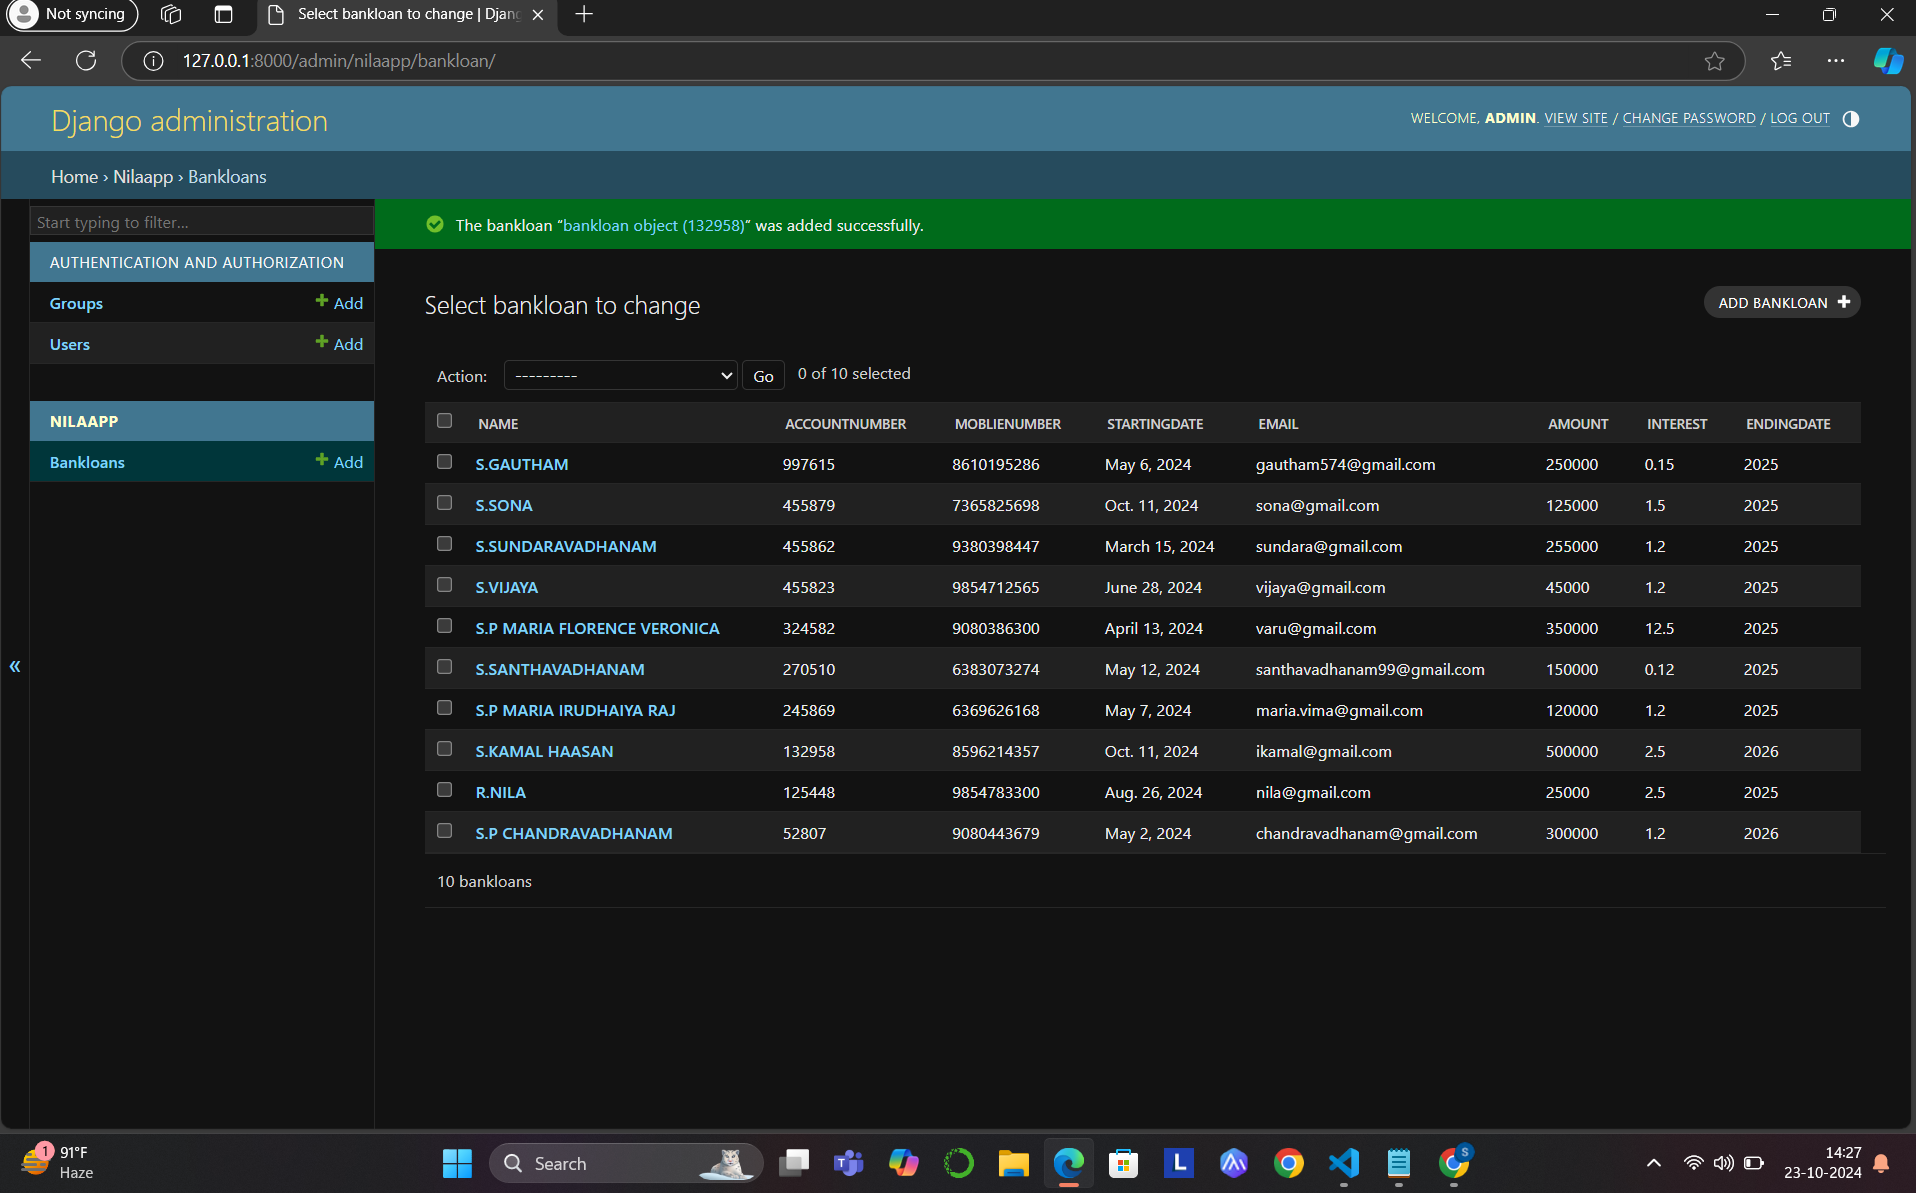 Not syncing
Select bankloan to change | Djang
127.0.0.1:8000/admin/nilaapp/bankloan/
Django administration
WELCOME, ADMIN. VIEW SITE / CHANGE PASSWORD / LOG OUT
Home › Nilaapp › Bankloans
Start typing to filter...
The bankloan “bankloan object (132958)” was added successfully.
AUTHENTICATION AND AUTHORIZATION
Groups + Add
Users + Add
NILAAPP
Bankloans + Add
«
Select bankloan to change
ADD BANKLOAN +
Action: --------- Go 0 of 10 selected
NAME ACCOUNTNUMBER MOBLIENUMBER STARTINGDATE EMAIL AMOUNT INTEREST ENDINGDATE
S.GAUTHAM 997615 8610195286 May 6, 2024 gautham574@gmail.com 250000 0.15 2025
S.SONA 455879 7365825698 Oct. 11, 2024 sona@gmail.com 125000 1.5 2025
S.SUNDARAVADHANAM 455862 9380398447 March 15, 2024 sundara@gmail.com 255000 1.2 2025
S.VIJAYA 455823 9854712565 June 28, 2024 vijaya@gmail.com 45000 1.2 2025
S.P MARIA FLORENCE VERONICA 324582 9080386300 April 13, 2024 varu@gmail.com 350000 12.5 2025
S.SANTHAVADHANAM 270510 6383073274 May 12, 2024 santhavadhanam99@gmail.com 150000 0.12 2025
S.P MARIA IRUDHAIYA RAJ 245869 6369626168 May 7, 2024 maria.vima@gmail.com 120000 1.2 2025
S.KAMAL HAASAN 132958 8596214357 Oct. 11, 2024 ikamal@gmail.com 500000 2.5 2026
R.NILA 125448 9854783300 Aug. 26, 2024 nila@gmail.com 25000 2.5 2025
S.P CHANDRAVADHANAM 52807 9080443679 May 2, 2024 chandravadhanam@gmail.com 300000 1.2 2026
10 bankloans
1
91°F
Haze
Search
L
S
14:27
23-10-2024